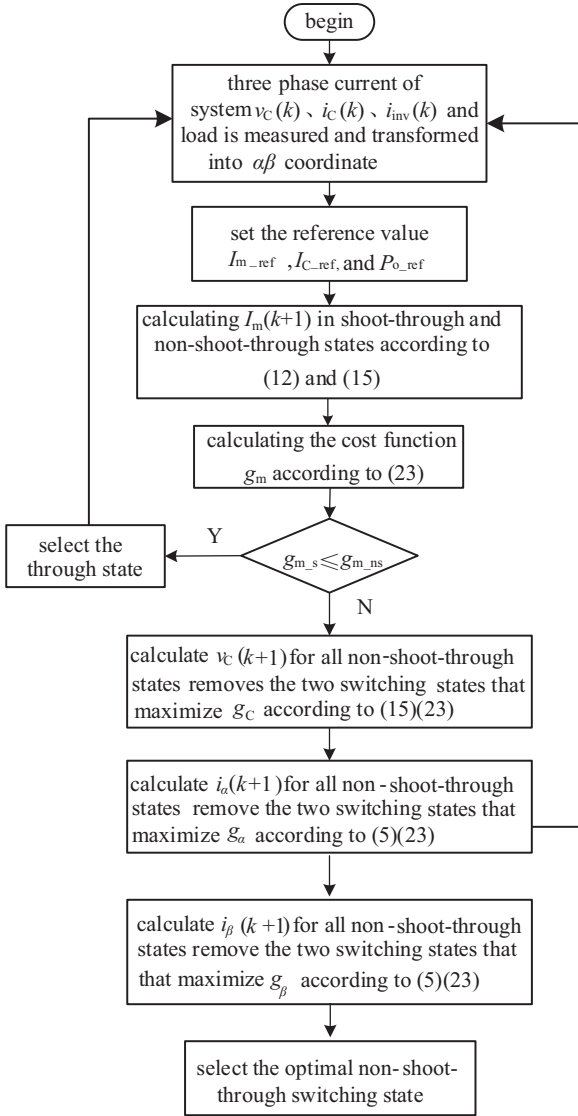 begin
three phase current of
system v_C(k) 、 i_C(k) 、 i_inv(k) and
load is measured and transformed
into αβ coordinate
set the reference value
I_m_ref , I_C_ref, and P_o_ref
calculating I_m(k+1) in shoot-through and
non-shoot-through states according to
(12) and (15)
calculating the cost function
g_m according to (23)
g_m_s ≤ g_m_ns
Y
select the
through state
N
calculate v_C (k+1) for all non-shoot-through
states removes the two switching states that
maximize g_C according to (15)(23)
calculate i_α(k+1) for all non-shoot-through
states remove the two switching states that
maximize g_α according to (5)(23)
calculate i_β (k+1) for all non-shoot-through
states remove the two switching states that
that maximize g_β according to (5)(23)
select the optimal non-shoot-
through switching state